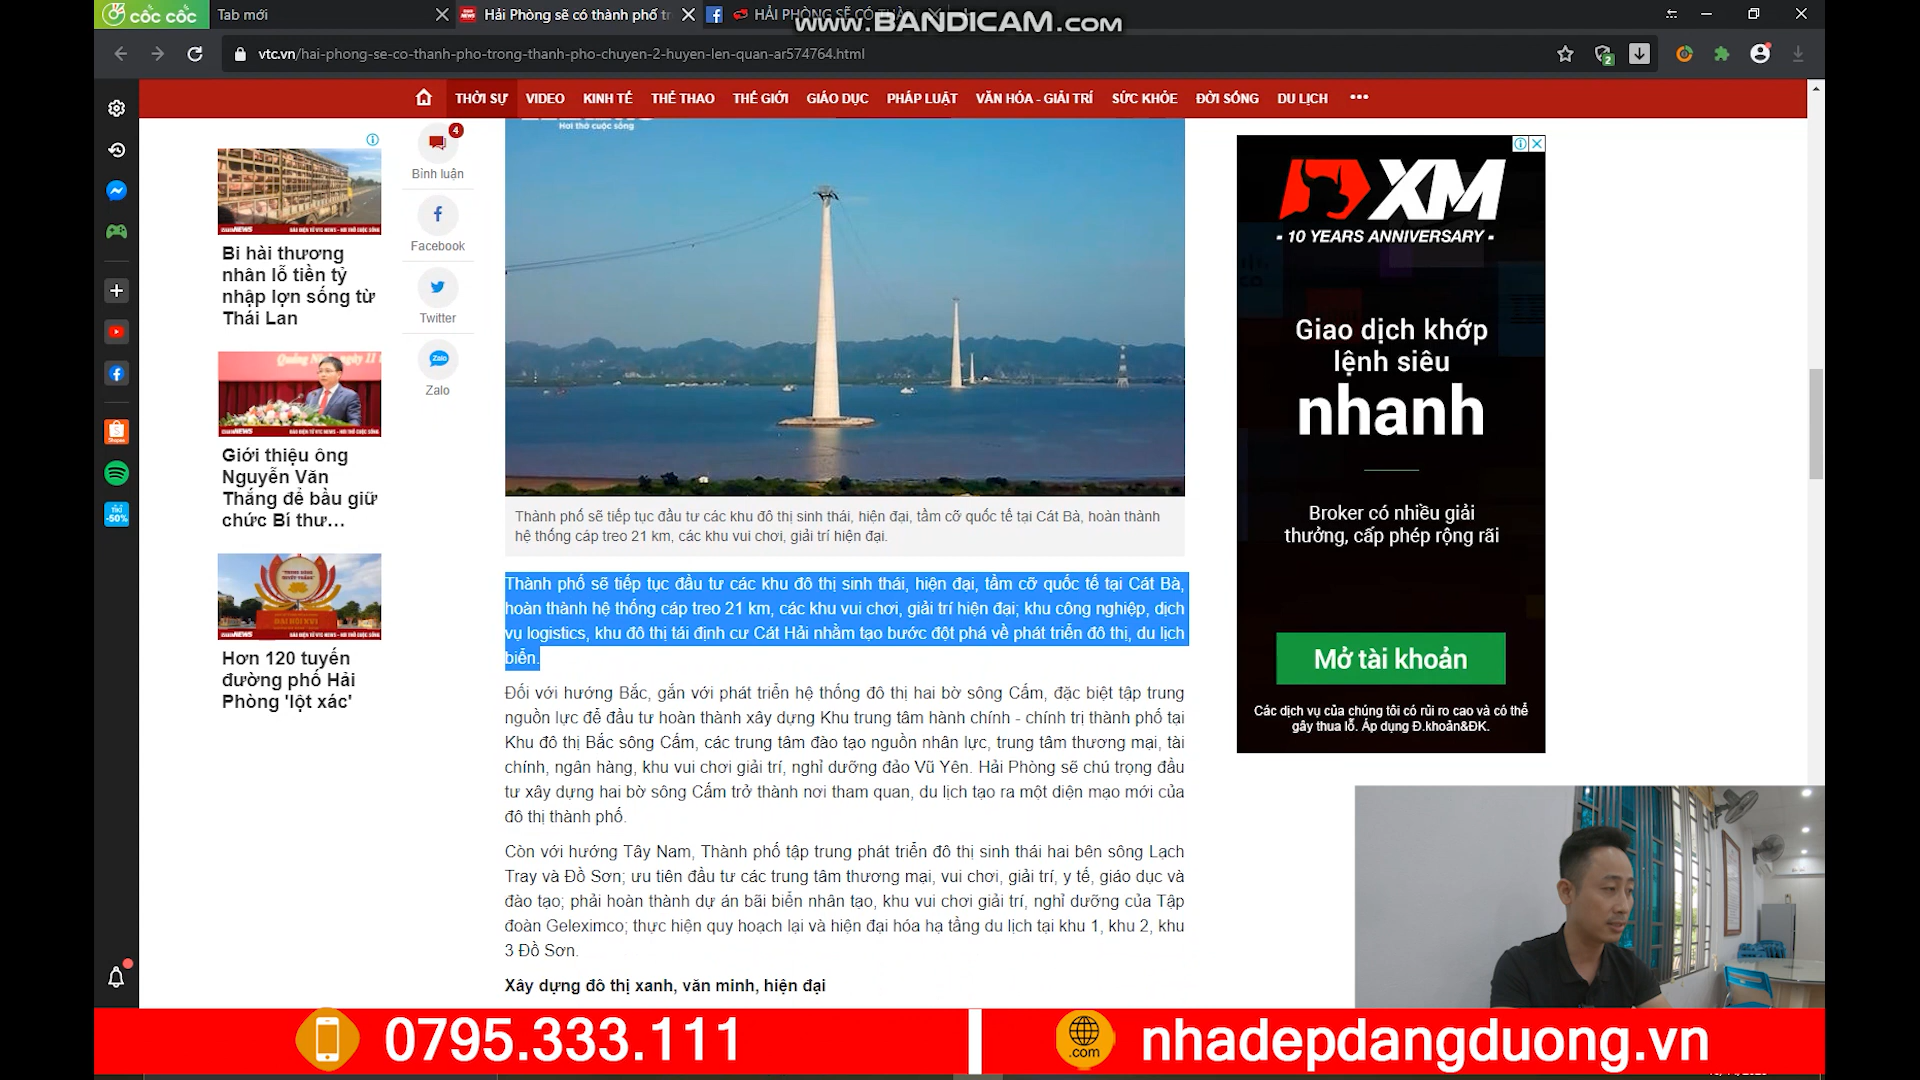 cốc cốc
Tab mới
Hải Phòng sẽ có thành phố tr
HẢI PHÒNG SẼ CÓ
www.BANDICAM.com
vtc.vn/hai-phong-se-co-thanh-pho-trong-thanh-pho-chuyen-2-huyen-len-quan-ar574764.html
2
THỜI SỰ VIDEO KINH TẾ THỂ THAO THẾ GIỚI GIÁO DỤC PHÁP LUẬT VĂN HÓA - GIẢI TRÍ SỨC KHỎE ĐỜI SỐNG DU LỊCH •••
Hơi thở cuộc sống
Bi hài thương
nhân lỗ tiền tỷ
nhập lợn sống từ
Thái Lan
Giới thiệu ông
Nguyễn Văn
Thắng để bầu giữ
chức Bí thư...
Hơn 120 tuyến
đường phố Hải
Phòng 'lột xác'
4
Bình luận
Facebook
Twitter
Zalo
Zalo
Shopee
-50%
Thành phố sẽ tiếp tục đầu tư các khu đô thị sinh thái, hiện đại, tầm cỡ quốc tế tại Cát Bà, hoàn thành
hệ thống cáp treo 21 km, các khu vui chơi, giải trí hiện đại.
Thành phố sẽ tiếp tục đầu tư các khu đô thị sinh thái, hiện đại, tầm cỡ quốc tế tại Cát Bà,
hoàn thành hệ thống cáp treo 21 km, các khu vui chơi, giải trí hiện đại; khu công nghiệp, dịch
vụ logistics, khu đô thị tái định cư Cát Hải nhằm tạo bước đột phá về phát triển đô thị, du lịch
biển.
Đối với hướng Bắc, gắn với phát triển hệ thống đô thị hai bờ sông Cấm, đặc biệt tập trung
nguồn lực để đầu tư hoàn thành xây dựng Khu trung tâm hành chính - chính trị thành phố tại
Khu đô thị Bắc sông Cấm, các trung tâm đào tạo nguồn nhân lực, trung tâm thương mại, tài
chính, ngân hàng, khu vui chơi giải trí, nghỉ dưỡng đảo Vũ Yên. Hải Phòng sẽ chú trọng đầu
tư xây dựng hai bờ sông Cấm trở thành nơi tham quan, du lịch tạo ra một diện mạo mới của
đô thị thành phố.
Còn với hướng Tây Nam, Thành phố tập trung phát triển đô thị sinh thái hai bên sông Lạch
Tray và Đồ Sơn; ưu tiên đầu tư các trung tâm thương mại, vui chơi, giải trí, y tế, giáo dục và
đào tạo; phải hoàn thành dự án bãi biển nhân tạo, khu vui chơi giải trí, nghỉ dưỡng của Tập
đoàn Geleximco; thực hiện quy hoạch lại và hiện đại hóa hạ tầng du lịch tại khu 1, khu 2, khu
3 Đồ Sơn.
Xây dựng đô thị xanh, văn minh, hiện đại
XM
- 10 YEARS ANNIVERSARY -
Giao dịch khớp
lệnh siêu
nhanh
Broker có nhiều giải
thưởng, cấp phép rộng rãi
Mở tài khoản
Các dịch vụ của chúng tôi có rủi ro cao và có thể
gây thua lỗ. Áp dụng Đ.khoản&ĐK.
0795.333.111
.com
nhadepdangduong.vn